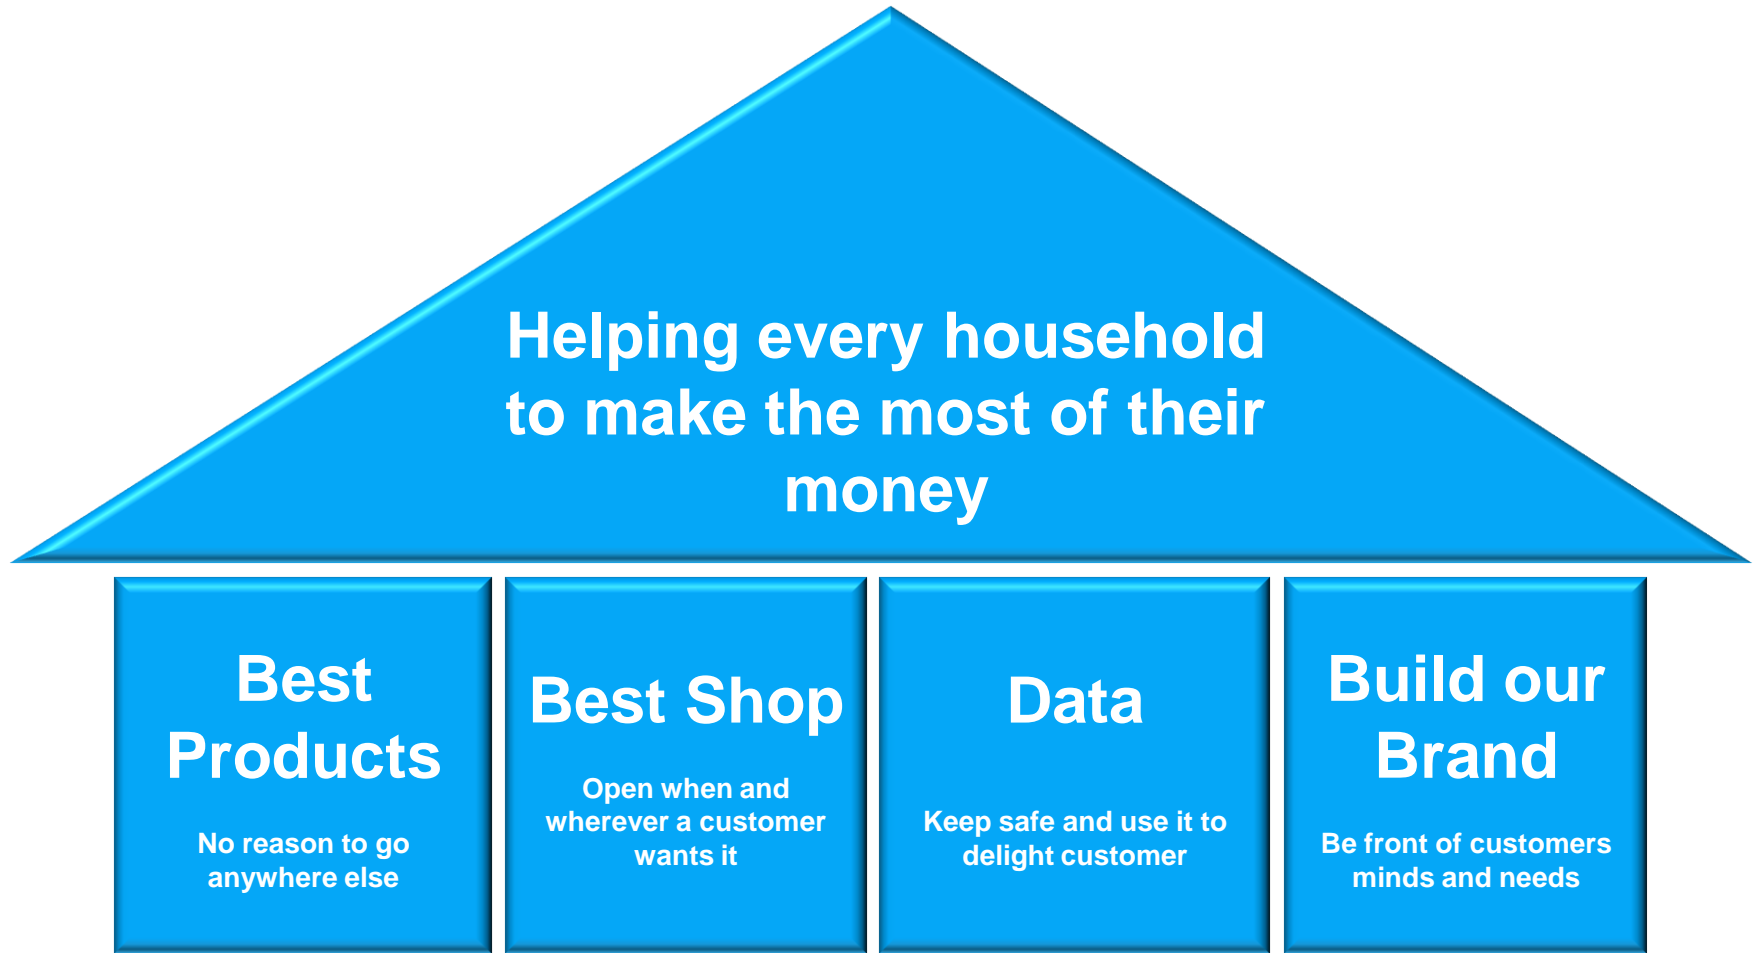 Helping every household
to make the most of their
money
Best
Products
No reason to go
anywhere else
Best Shop
Open when and
wherever a customer
wants it
Data
Keep safe and use it to
delight customer
Build our
Brand
Be front of customers
minds and needs